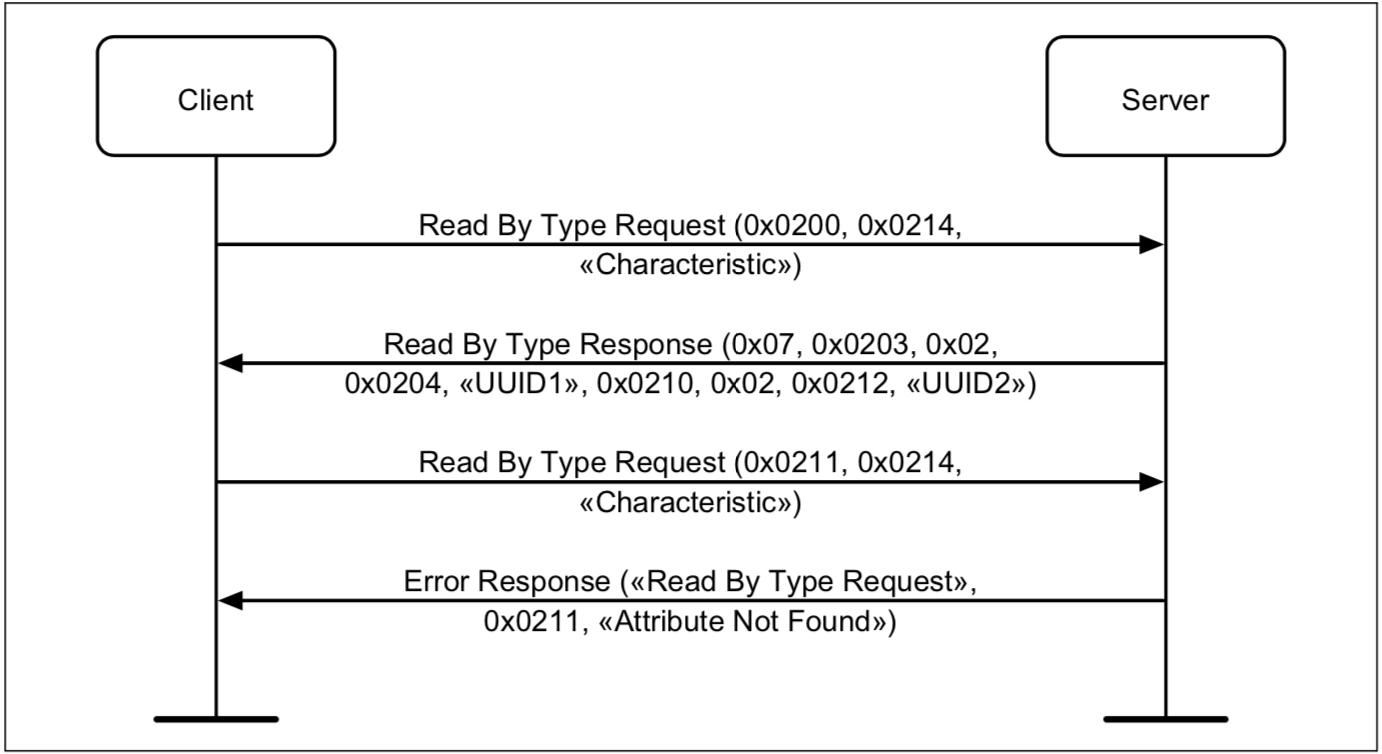 Client
Server
Read By Type Request (0x0200, 0x0214,
«Characteristic»)
Read By Type Response (0x07, 0x0203, 0x02,
0x0204, «UUID1», 0x0210, 0x02, 0x0212, «UUID2»)
Read By Type Request (0x0211, 0x0214,
«Characteristic»)
Error Response («Read By Type Request»,
0x0211, «Attribute Not Found»)